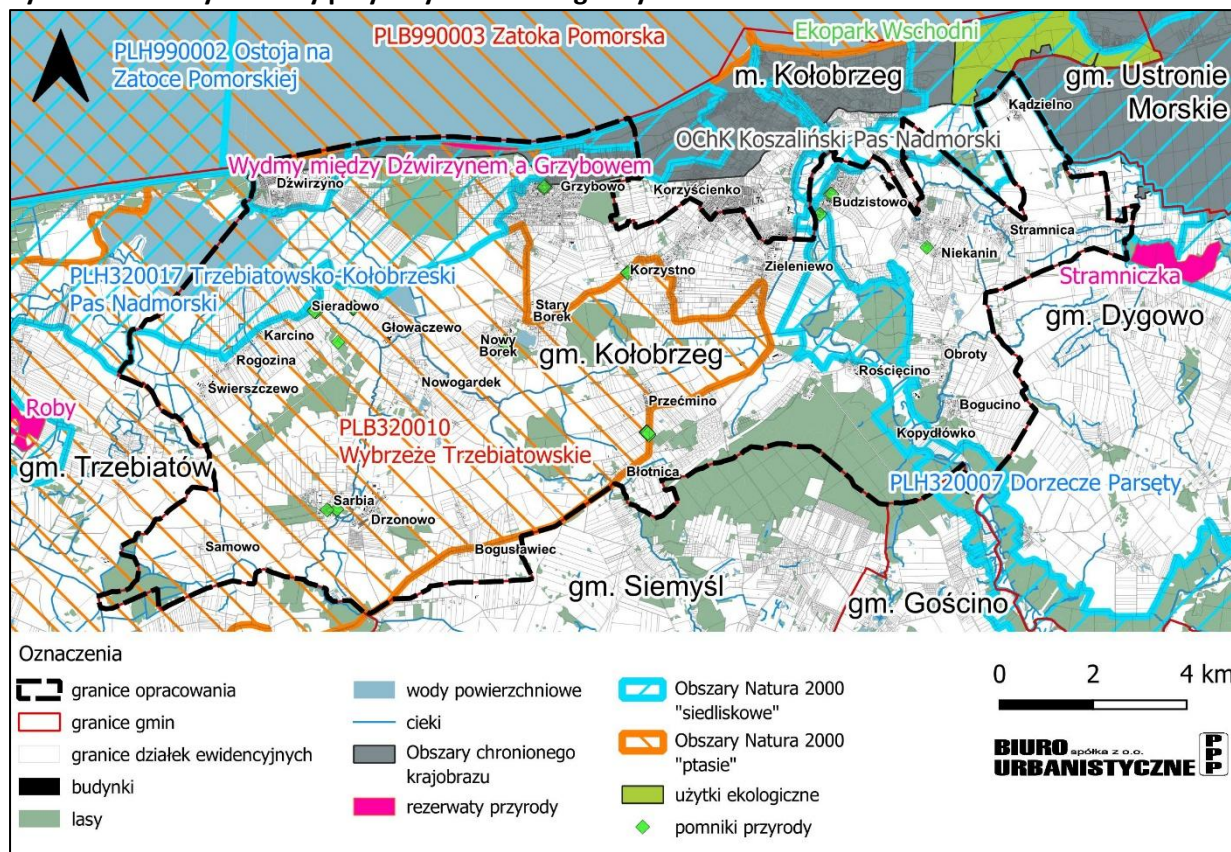 PLH990002 Ostoja na
Zatoce Pomorskiej
PLB990003 Zatoka Pomorska
Ekopark Wschodni
m. Kołobrzeg
gm. Ustronie
Morskie
Kądzielno
OChK Koszaliński Pas Nadmorski
Wydmy między Dźwirzynem a Grzybowem
Dźwirzyno
Grzybowo
Korzyścienko
Budzistowo
Stramnica
Niekanin
Zieleniewo
Korzystno
Stramniczka
PLH320017 Trzebiatowsko-Kołobrzeski
Pas Nadmorski
Sieradowo
Karcino
Głowaczewo
Stary
Borek
Nowy
Borek
gm. Kołobrzeg
gm. Dygowo
Rogozina
Świerszczewo
Nowogardek
Obroty
Rościęcino
Przećmino
Bogucino
Roby
PLB320010
Wybrzeże Trzebiatowskie
Kopydłówko
gm. Trzebiatów
Błotnica
PLH320007 Dorzecze Parsęty
Sarbia
Drzonowo
Samowo
Bogusławiec
gm. Siemyśl
gm. Gościno
Oznaczenia
granice opracowania
granice gmin
granice działek ewidencyjnych
budynki
lasy
wody powierzchniowe
cieki
Obszary chronionego
krajobrazu
rezerwaty przyrody
Obszary Natura 2000
"siedliskowe"
Obszary Natura 2000
"ptasie"
użytki ekologiczne
pomniki przyrody
0 2 4 km
BIURO spółka z o.o.
URBANISTYCZNE PPP